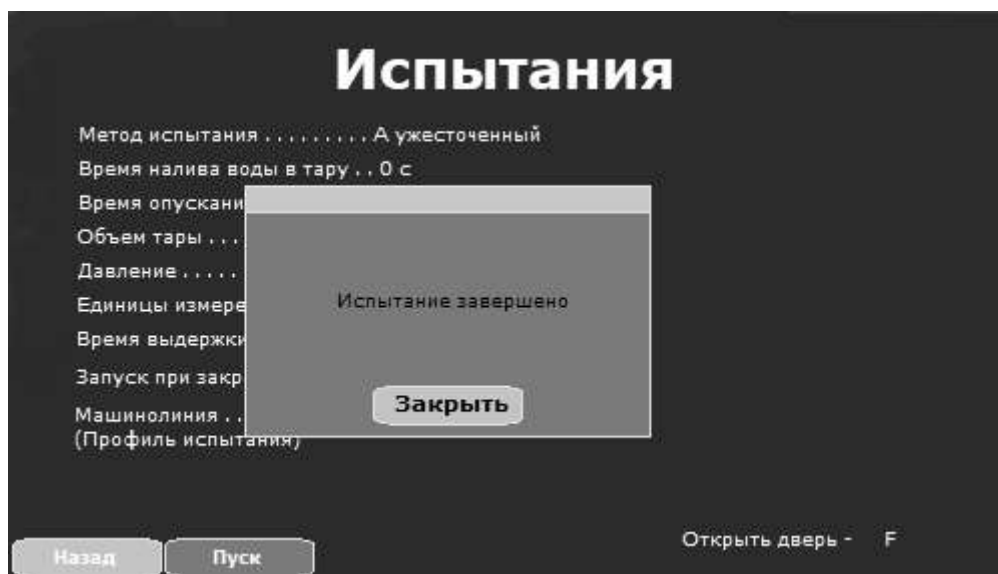 Испытания
Метод испытания . . . . . . . . . А ужесточенный
Время налива воды в тару . . 0 с
Время опускани
Объем тары . . .
Давление . . . . .
Единицы измере
Испытание завершено
Время выдержки
Запуск при закр
Закрыть
Машинолиния . .
(Профиль испытания)
Открыть дверь - F
Назад
Пуск